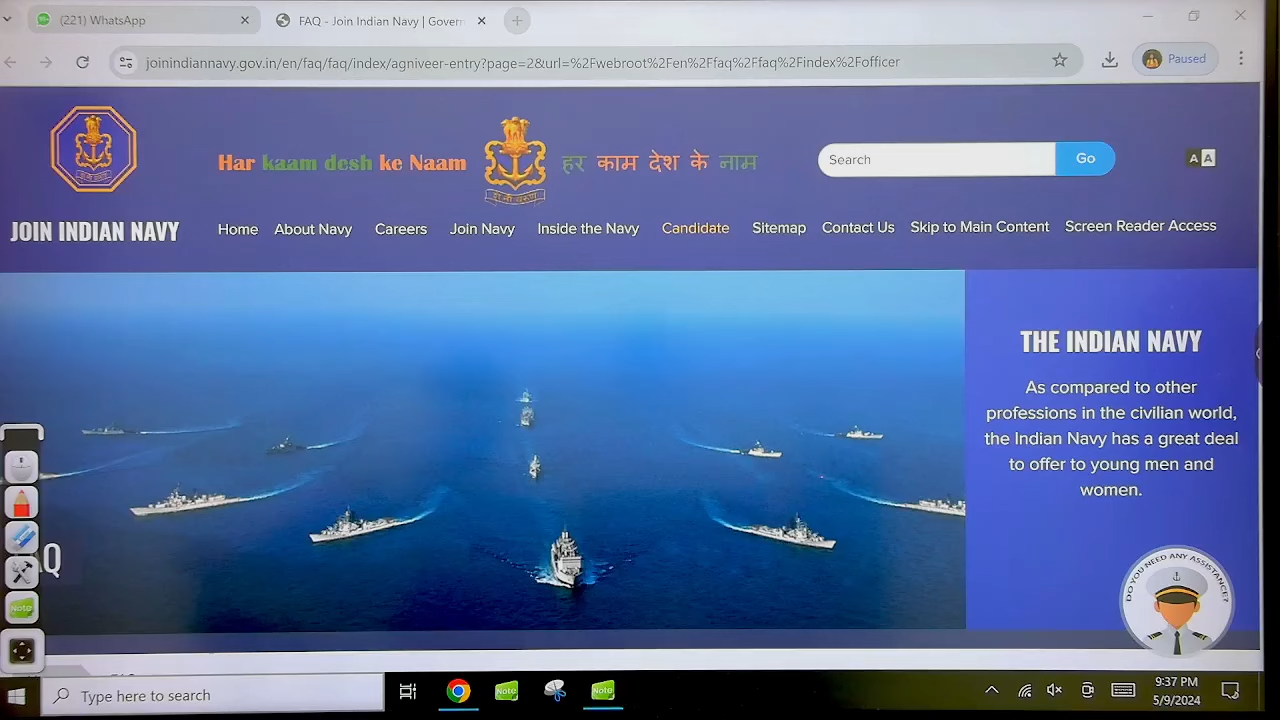 (221) WhatsApp
FAQ - Join Indian Navy | Govern
joinindiannavy.gov.in/en/faq/faq/index/agniveer-entry?page=2&url=%2Fwebroot%2Fen%2Ffaq%2Ffaq%2Findex%2Fofficer
Paused
Har kaam desh ke Naam
हर काम देश के नाम
Search
Go
A A
JOIN INDIAN NAVY
Home About Navy Careers Join Navy Inside the Navy Candidate Sitemap Contact Us Skip to Main Content Screen Reader Access
THE INDIAN NAVY
As compared to other
professions in the civilian world,
the Indian Navy has a great deal
to offer to young men and
women.
Q
DO YOU NEED ANY ASSISTANCE?
Note
Type here to search
Note
Note
9:37 PM
5/9/2024